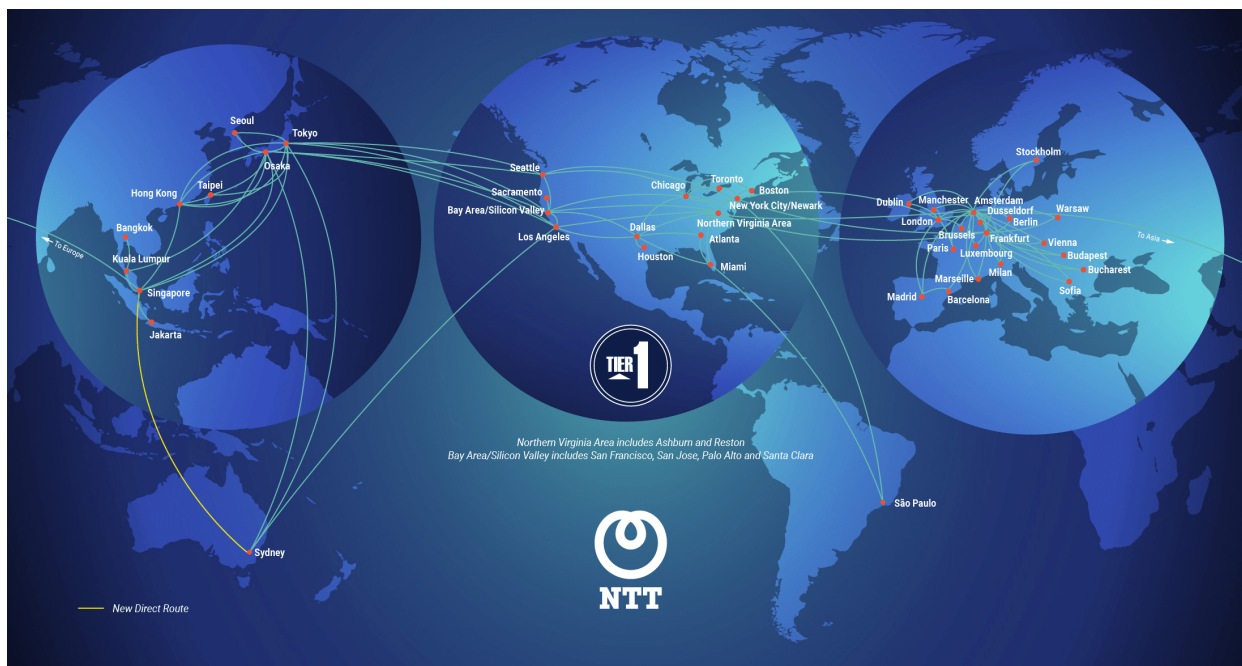 Seoul
Tokyo
Osaka
Hong Kong
Taipei
Bangkok
To Europe
Kuala Lumpur
Singapore
Jakarta
Sydney
New Direct Route
Seattle
Sacramento
Bay Area/Silicon Valley
Los Angeles
Chicago
Toronto
Boston
New York City/Newark
Northern Virginia Area
Dallas
Atlanta
Houston
Miami
TIER 1
Northern Virginia Area includes Ashburn and Reston
Bay Area/Silicon Valley includes San Francisco, San Jose, Palo Alto and Santa Clara
NTT
São Paulo
Stockholm
Dublin
Manchester
Amsterdam
Dusseldorf
Warsaw
London
Berlin
Brussels
Frankfurt
To Asia
Paris
Luxembourg
Vienna
Budapest
Marseille
Milan
Bucharest
Sofia
Madrid
Barcelona